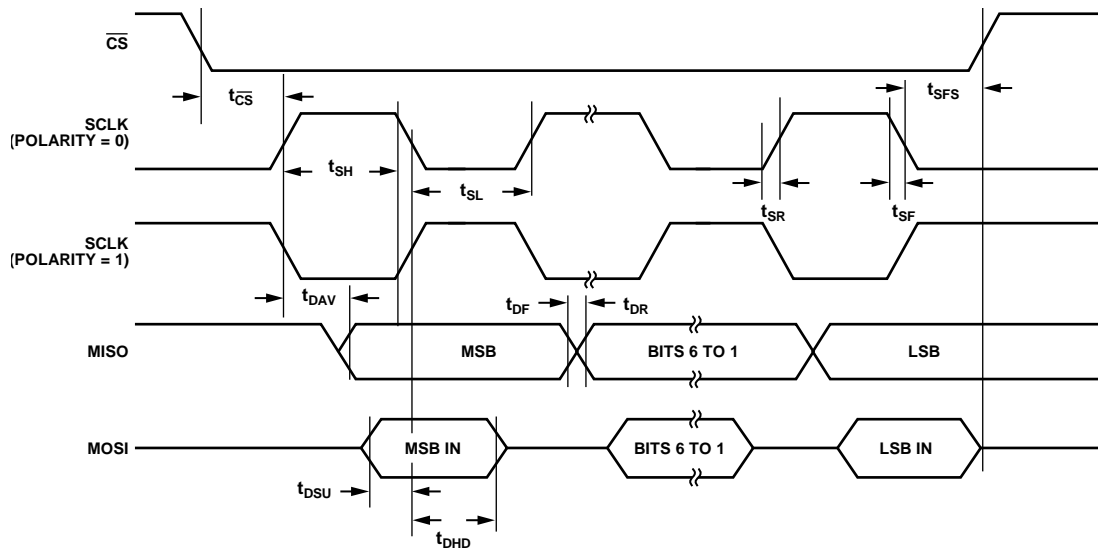 CS
tCS
tSFS
SCLK
(POLARITY = 0)
tSH
tSL
tSR
tSF
SCLK
(POLARITY = 1)
tDAV
tDF
tDR
MISO
MSB
BITS 6 TO 1
LSB
MOSI
MSB IN
BITS 6 TO 1
LSB IN
tDSU
tDHD